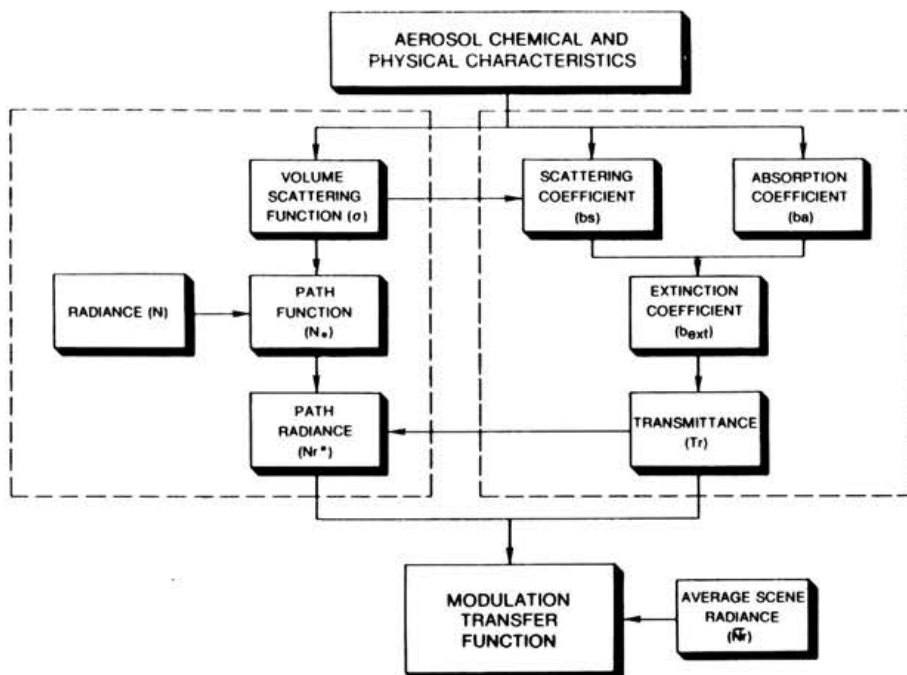 AEROSOL CHEMICAL AND
PHYSICAL CHARACTERISTICS
VOLUME
SCATTERING
FUNCTION (σ)
SCATTERING
COEFFICIENT
(bs)
ABSORPTION
COEFFICIENT
(ba)
RADIANCE (N)
PATH
FUNCTION
(N*)
EXTINCTION
COEFFICIENT
(bext)
PATH
RADIANCE
(Nr*)
TRANSMITTANCE
(Tr)
MODULATION
TRANSFER
FUNCTION
AVERAGE SCENE
RADIANCE
(N̄r)